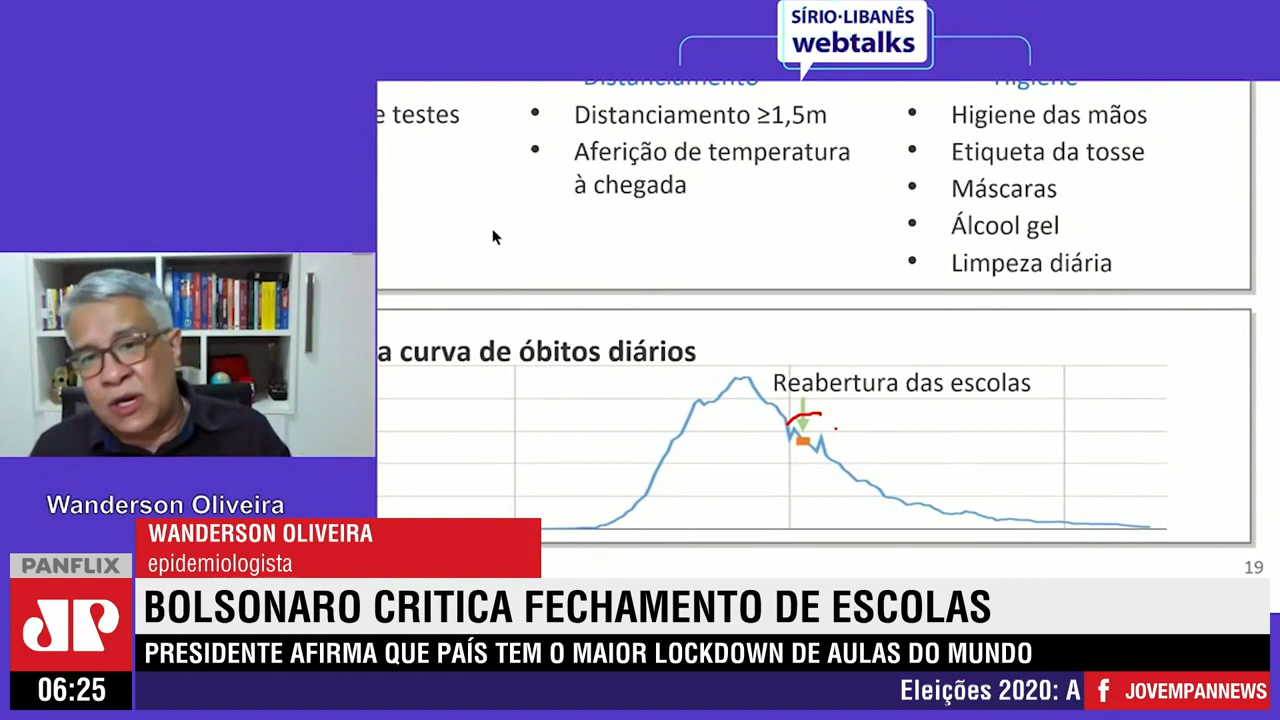 SÍRIO·LIBANÊS
webtalks
Distanciamento
Higiene
e testes
• Distanciamento ≥1,5m
• Aferição de temperatura
à chegada
• Higiene das mãos
• Etiqueta da tosse
• Máscaras
• Álcool gel
• Limpeza diária
a curva de óbitos diários
Reabertura das escolas
19
Wanderson Oliveira
WANDERSON OLIVEIRA
epidemiologista
PANFLIX
JP
BOLSONARO CRITICA FECHAMENTO DE ESCOLAS
PRESIDENTE AFIRMA QUE PAÍS TEM O MAIOR LOCKDOWN DE AULAS DO MUNDO
06:25
Eleições 2020: A
f JOVEMPANNEWS